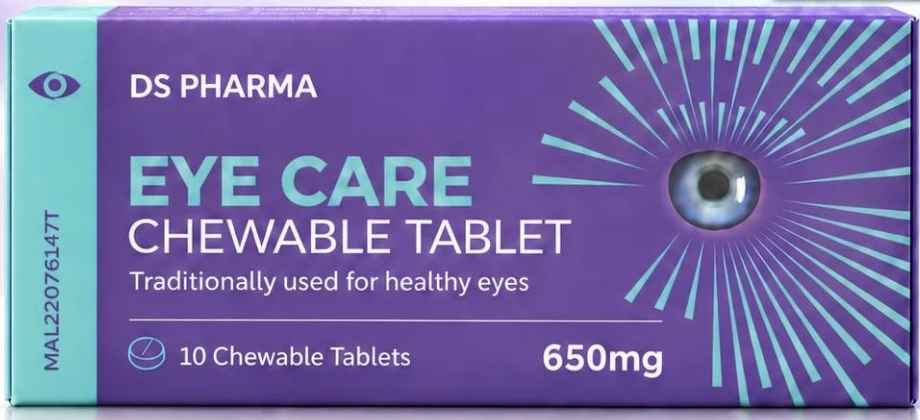 DS PHARMA
EYE CARE
CHEWABLE TABLET
Traditionally used for healthy eyes
10 Chewable Tablets
650mg
MAL22076147T